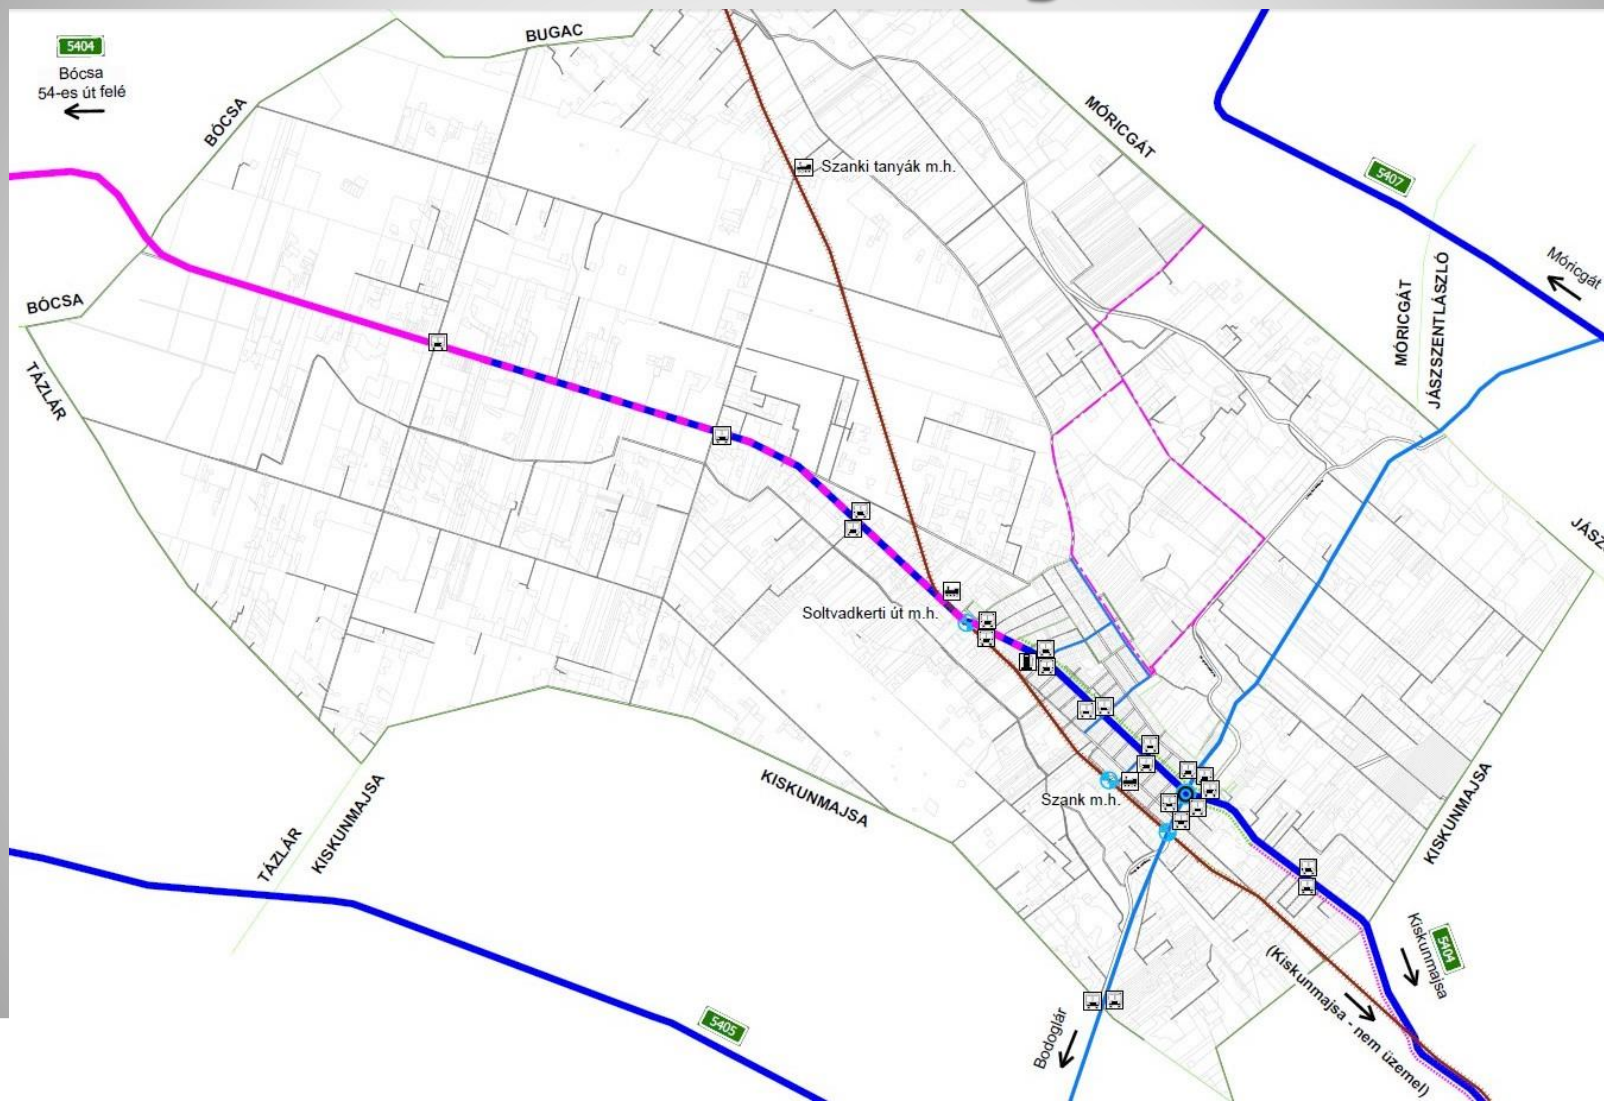 BUGAC
5404
Bócsa
54-es út felé
BÓCSA
MÓRICGÁT
Szanki tanyák m.h.
5407
Móricgát
MÓRICGÁT
JÁSZSZENTLÁSZLÓ
BÓCSA
TÁZLÁR
JÁSZ
Soltvadkerti út m.h.
KISKUNMAJSA
Szank m.h.
KISKUNMAJSA
TÁZLÁR
KISKUNMAJSA
Kiskunmajsa
5404
(Kiskunmajsa - nem üzemel)
Bodoglár
5405